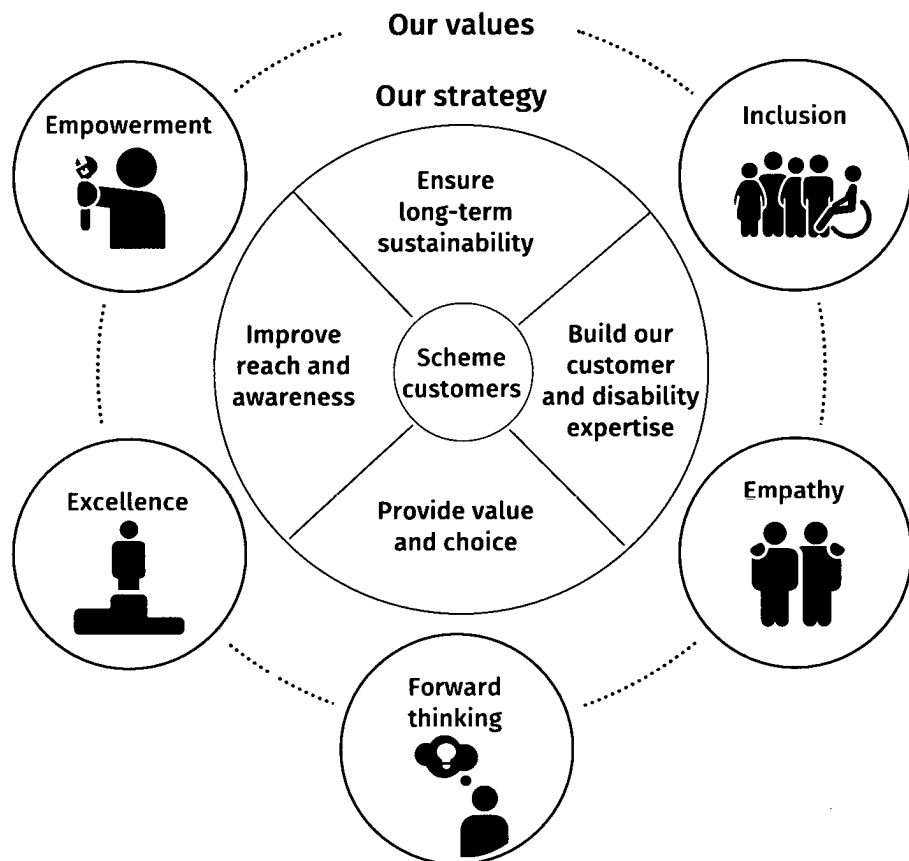 Our values
Our strategy
Empowerment
Inclusion
Ensure
long-term
sustainability
Improve
reach and
awareness
Scheme
customers
Build our
customer
and disability
expertise
Provide value
and choice
Excellence
Empathy
Forward
thinking